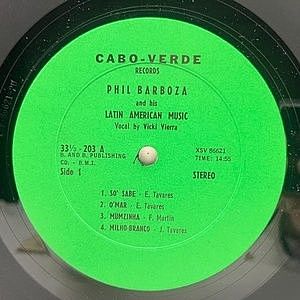 CABO-VERDE
RECORDS
PHIL BARBOZA
and his
LATIN AMERICAN MUSIC
Vocal by Vicki Vierra
33⅓ - 203 A
B. AND B. PUBLISHING
CO. - B.M.I.
Side 1
XSV 86621
TIME: 14:55
STEREO
1. SO' SABE - E. Tavares
2. O'MAR - E. Tavares
3. MUMZINHA - F. Martin
4. MILHO BRANCO - J. Tavares